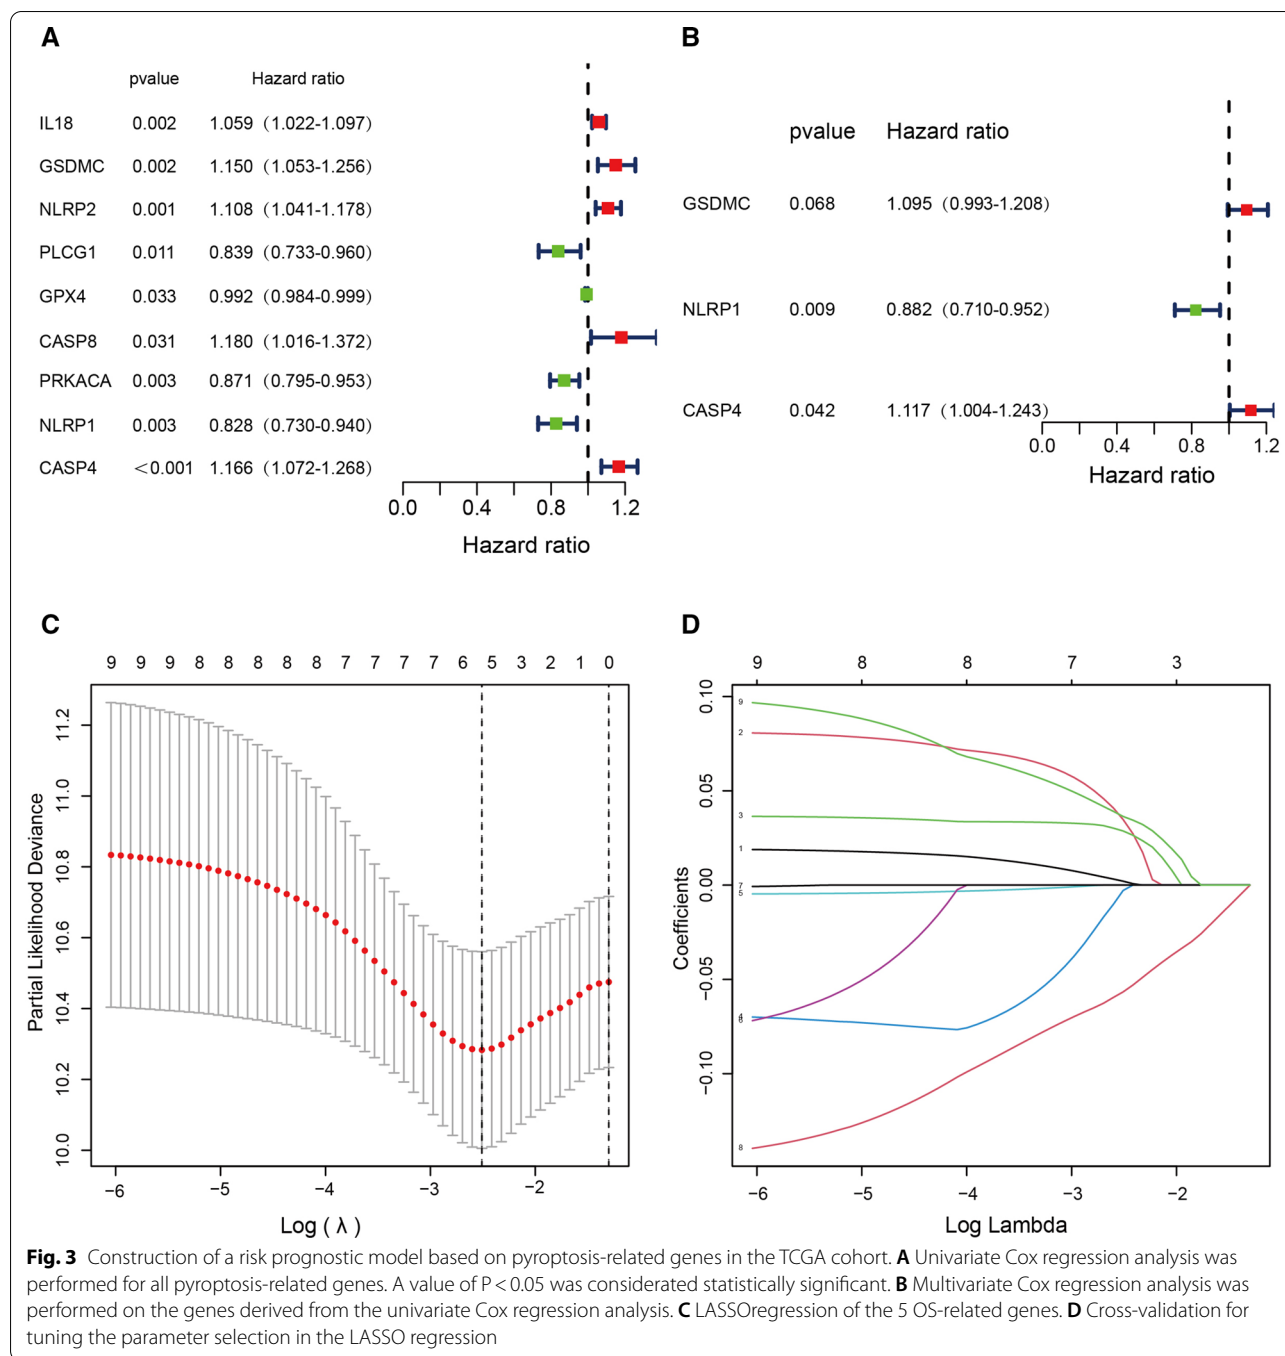 A
pvalue Hazard ratio
IL18 0.002 1.059 (1.022-1.097)
GSDMC 0.002 1.150 (1.053-1.256)
NLRP2 0.001 1.108 (1.041-1.178)
PLCG1 0.011 0.839 (0.733-0.960)
GPX4 0.033 0.992 (0.984-0.999)
CASP8 0.031 1.180 (1.016-1.372)
PRKACA 0.003 0.871 (0.795-0.953)
NLRP1 0.003 0.828 (0.730-0.940)
CASP4 <0.001 1.166 (1.072-1.268)
0.0 0.4 0.8 1.2
Hazard ratio
B
pvalue Hazard ratio
GSDMC 0.068 1.095 (0.993-1.208)
NLRP1 0.009 0.882 (0.710-0.952)
CASP4 0.042 1.117 (1.004-1.243)
0.0 0.4 0.8 1.2
Hazard ratio
C
9 9 9 8 8 8 8 8 7 7 7 7 6 5 3 2 1 0
Partial Likelihood Deviance
11.2
11.0
10.8
10.6
10.4
10.2
10.0
−6 −5 −4 −3 −2
Log ( λ )
D
9 8 8 7 3
Coefficients
0.10
0.05
0.00
−0.05
−0.10
9
2
3
1
7
5
4
6
8
−6 −5 −4 −3 −2
Log Lambda
Fig. 3 Construction of a risk prognostic model based on pyroptosis-related genes in the TCGA cohort. A Univariate Cox regression analysis was
performed for all pyroptosis-related genes. A value of P < 0.05 was considerated statistically significant. B Multivariate Cox regression analysis was
performed on the genes derived from the univariate Cox regression analysis. C LASSOregression of the 5 OS-related genes. D Cross-validation for
tuning the parameter selection in the LASSO regression